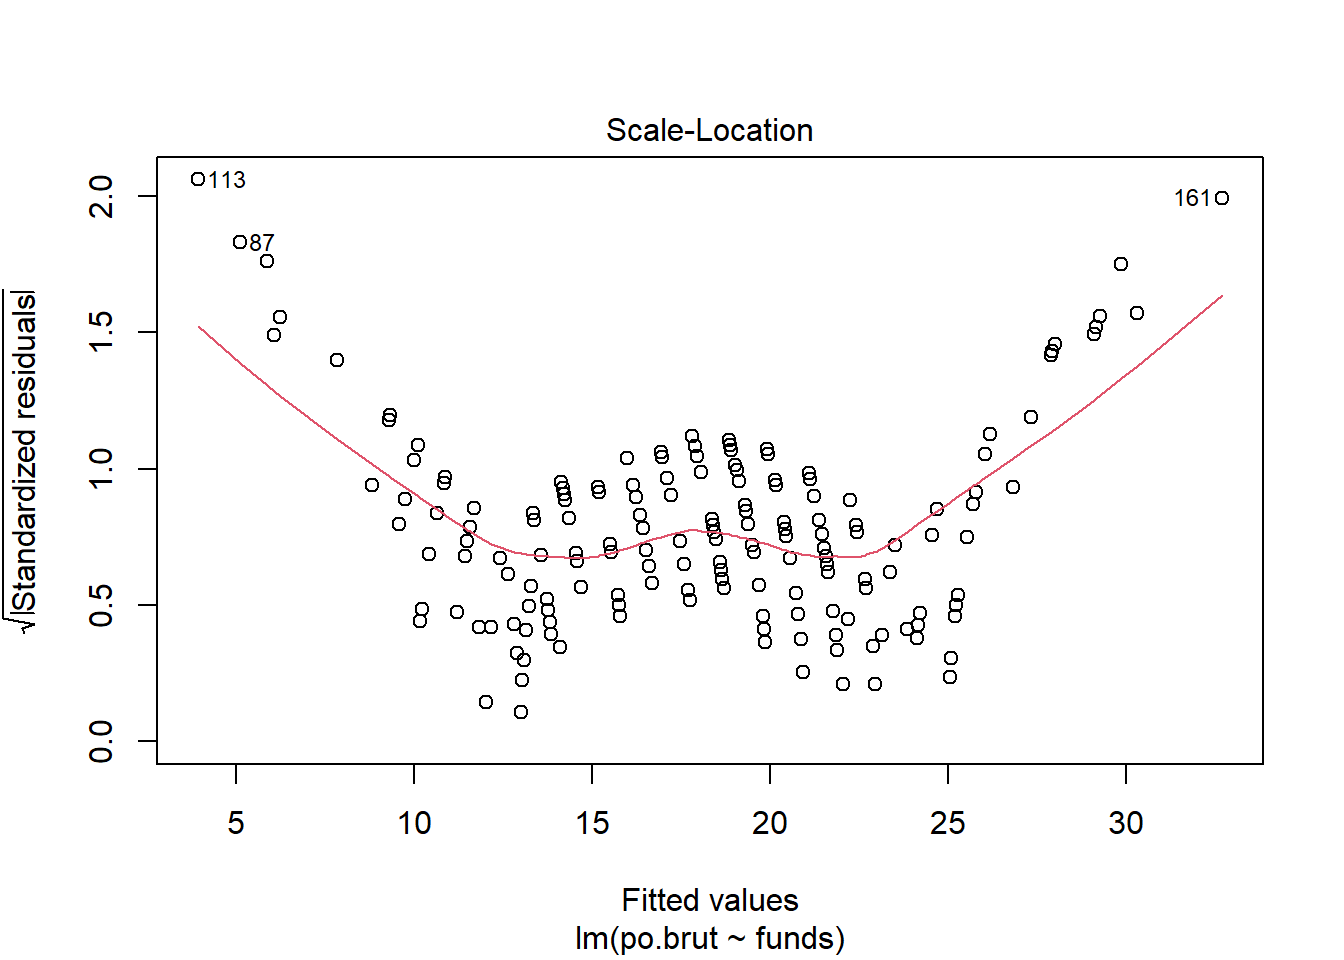 Scale-Location
√|Standardized residuals|
2.0
1.5
1.0
0.5
0.0
113
87
161
5 10 15 20 25 30
Fitted values
lm(po.brut ~ funds)